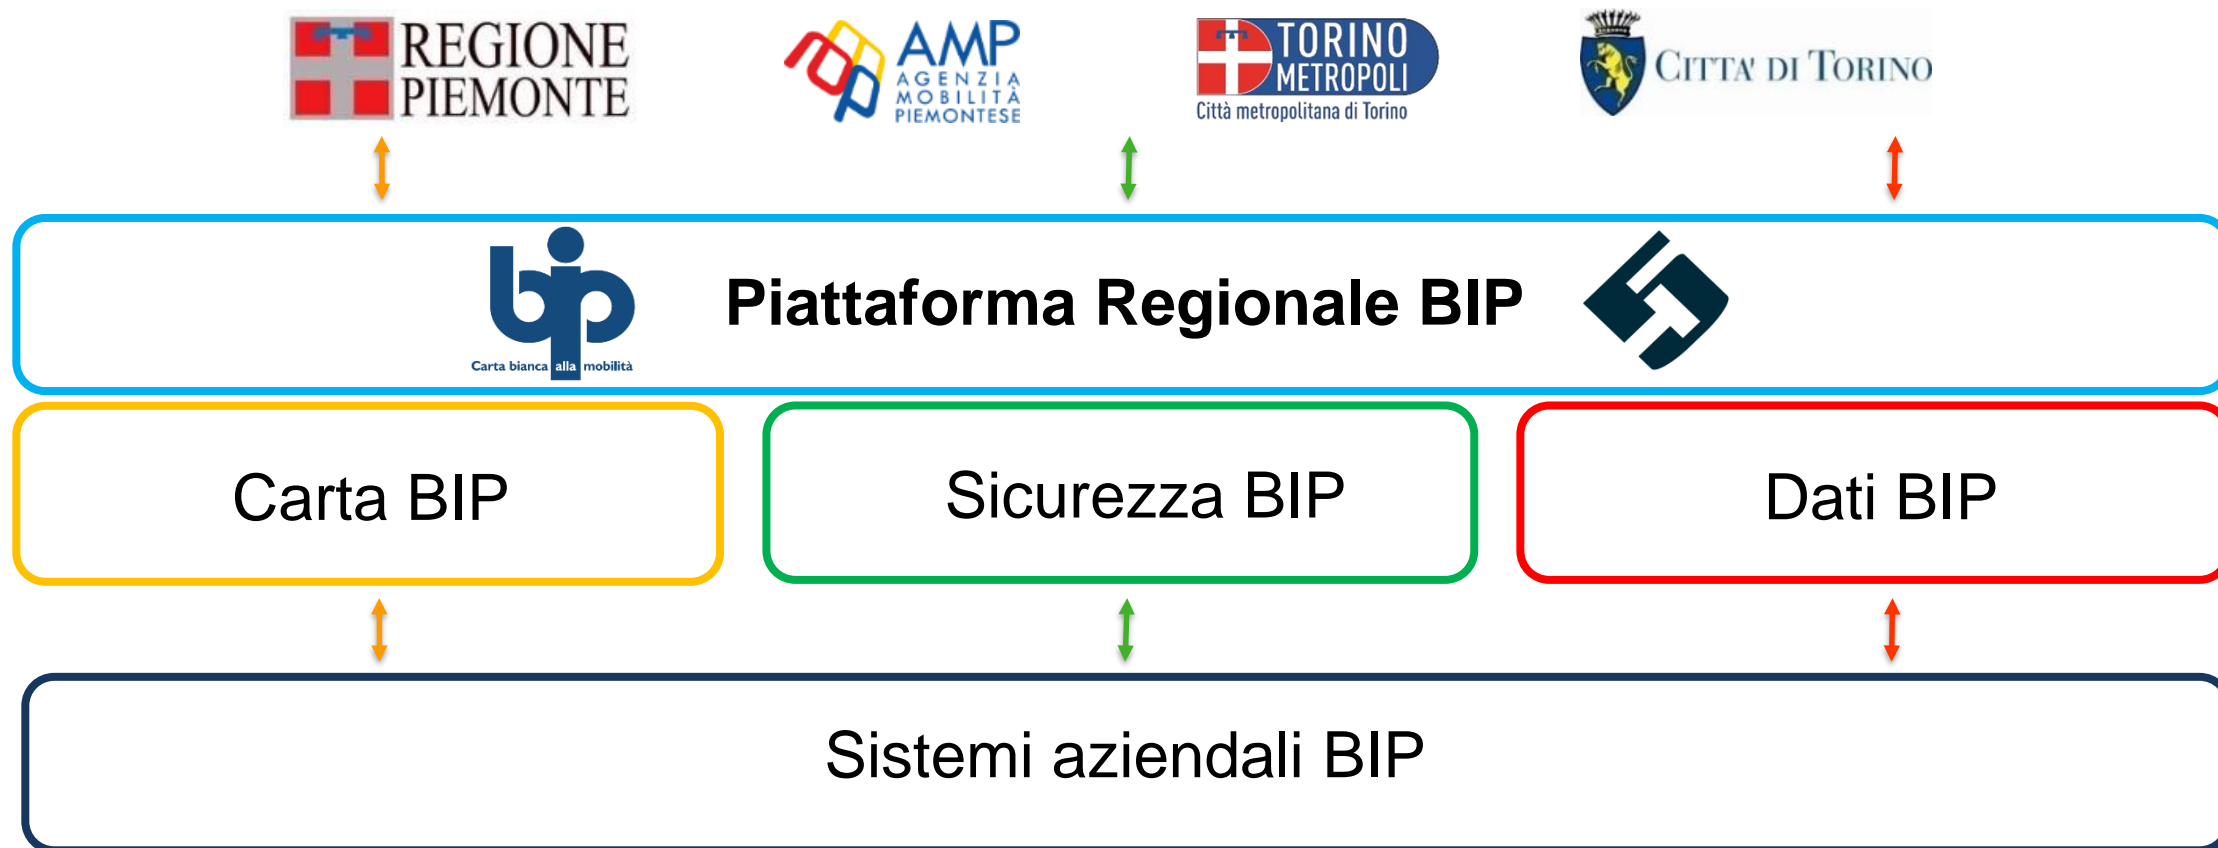 REGIONE
PIEMONTE
AMP
AGENZIA
MOBILITÀ
PIEMONTESE
TORINO
METROPOLI
Città metropolitana di Torino
CITTA' DI TORINO
bip
Carta bianca alla mobilità
Piattaforma Regionale BIP
Carta BIP
Sicurezza BIP
Dati BIP
Sistemi aziendali BIP